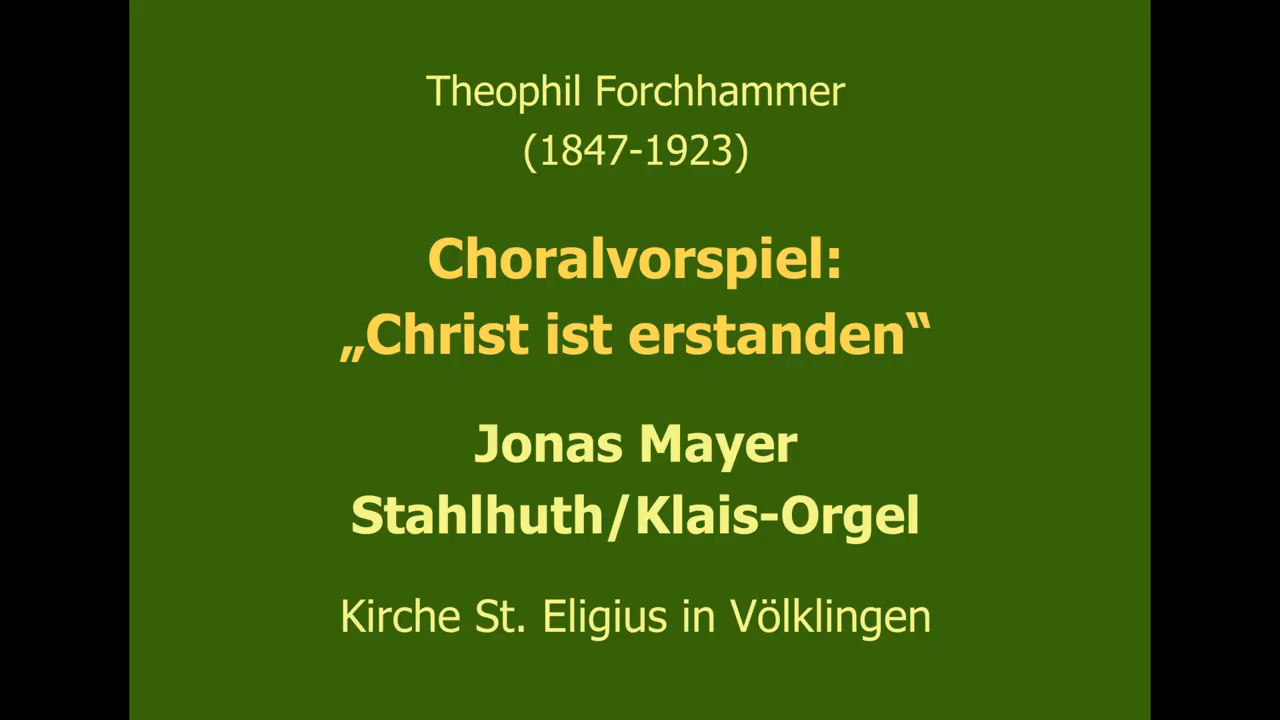 Theophil Forchhammer
(1847-1923)
Choralvorspiel:
„Christ ist erstanden“
Jonas Mayer
Stahlhuth/Klais-Orgel
Kirche St. Eligius in Völklingen